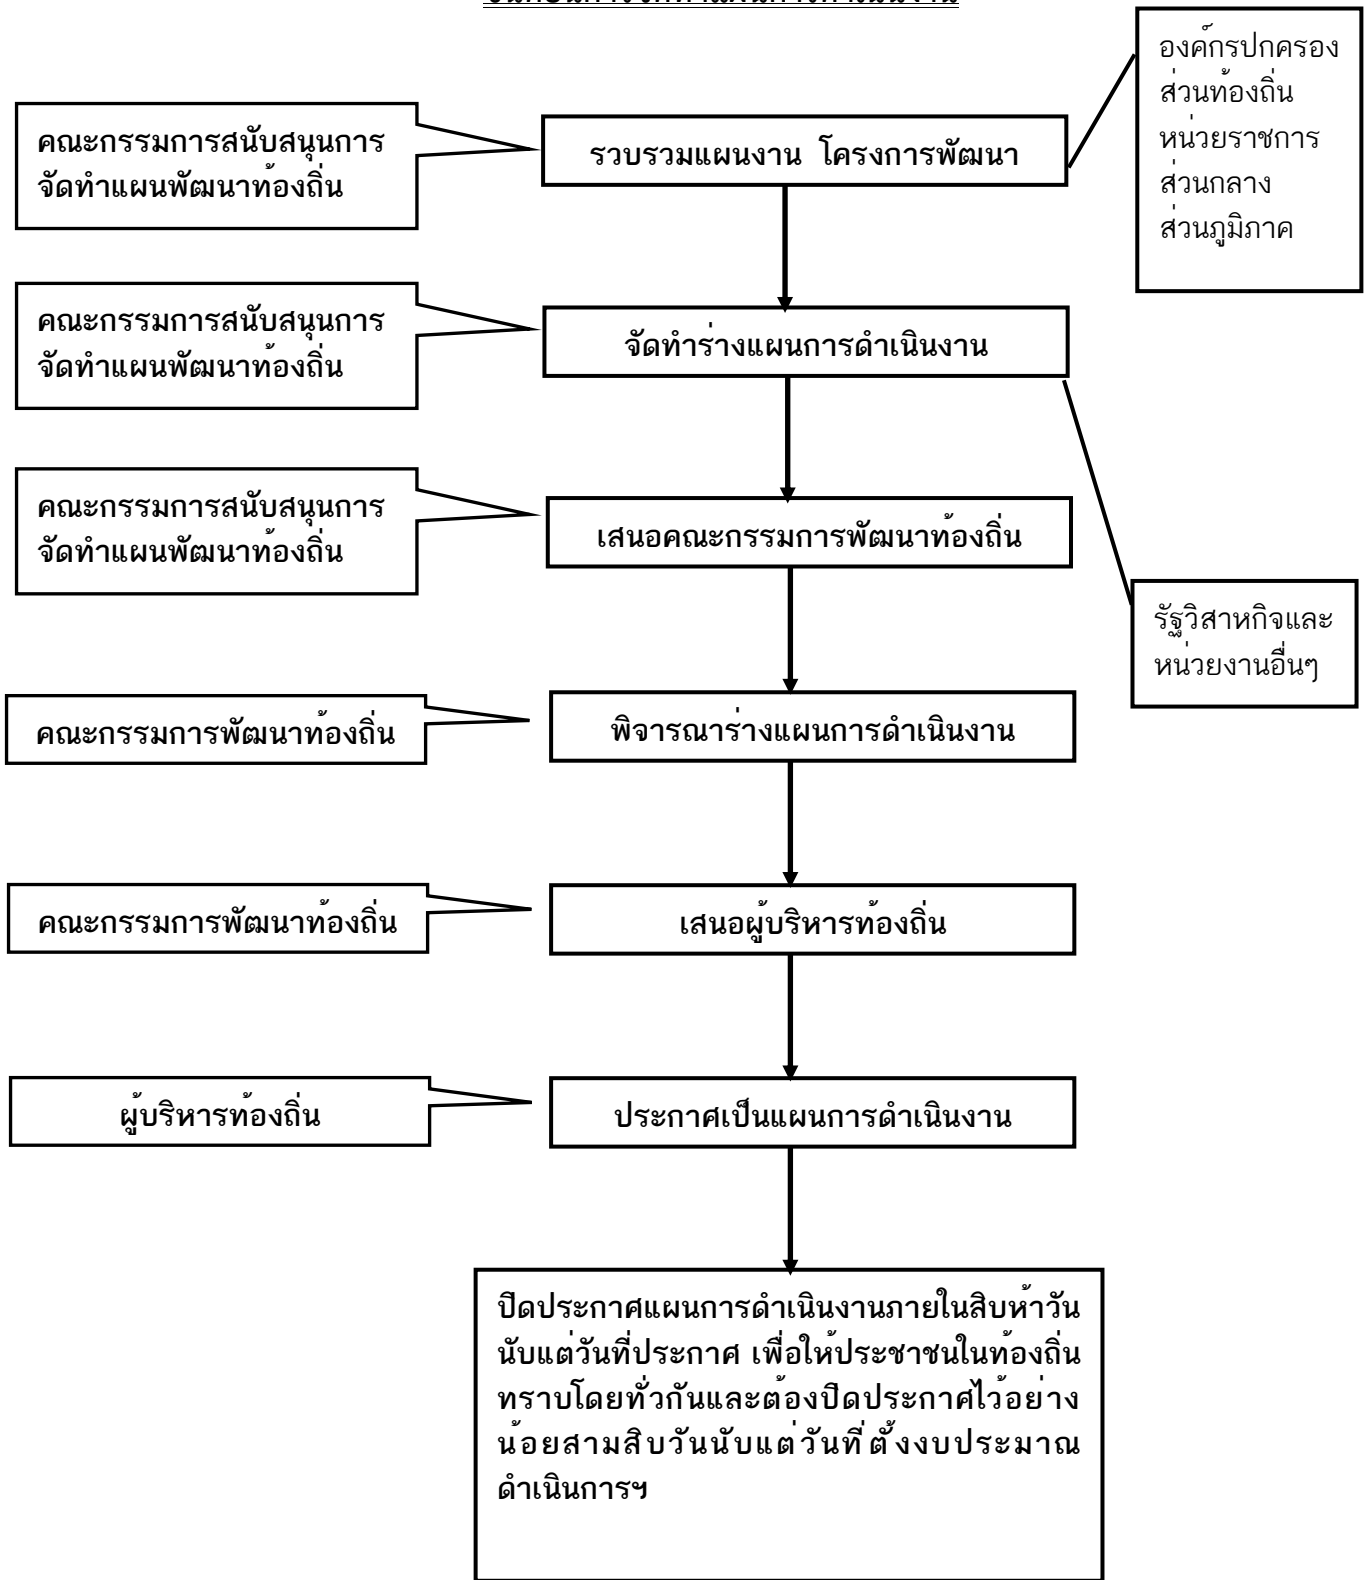 องค์กรปกครอง
ส่วนท้องถิ่น
หน่วยราชการ
ส่วนกลาง
ส่วนภูมิภาค
คณะกรรมการสนับสนุนการ
จัดทำแผนพัฒนาท้องถิ่น
รวบรวมแผนงาน โครงการพัฒนา
คณะกรรมการสนับสนุนการ
จัดทำแผนพัฒนาท้องถิ่น
จัดทำร่างแผนการดำเนินงาน
คณะกรรมการสนับสนุนการ
จัดทำแผนพัฒนาท้องถิ่น
เสนอคณะกรรมการพัฒนาท้องถิ่น
รัฐวิสาหกิจและ
หน่วยงานอื่นๆ
คณะกรรมการพัฒนาท้องถิ่น
พิจารณาร่างแผนการดำเนินงาน
คณะกรรมการพัฒนาท้องถิ่น
เสนอผู้บริหารท้องถิ่น
ผู้บริหารท้องถิ่น
ประกาศเป็นแผนการดำเนินงาน
ปิดประกาศแผนการดำเนินงานภายในสิบห้าวัน
นับแต่วันที่ประกาศ เพื่อให้ประชาชนในท้องถิ่น
ทราบโดยทั่วกันและต้องปิดประกาศไว้อย่าง
น้อยสามสิบวันนับแต่วันที่ตั้งงบประมาณ
ดำเนินการฯ